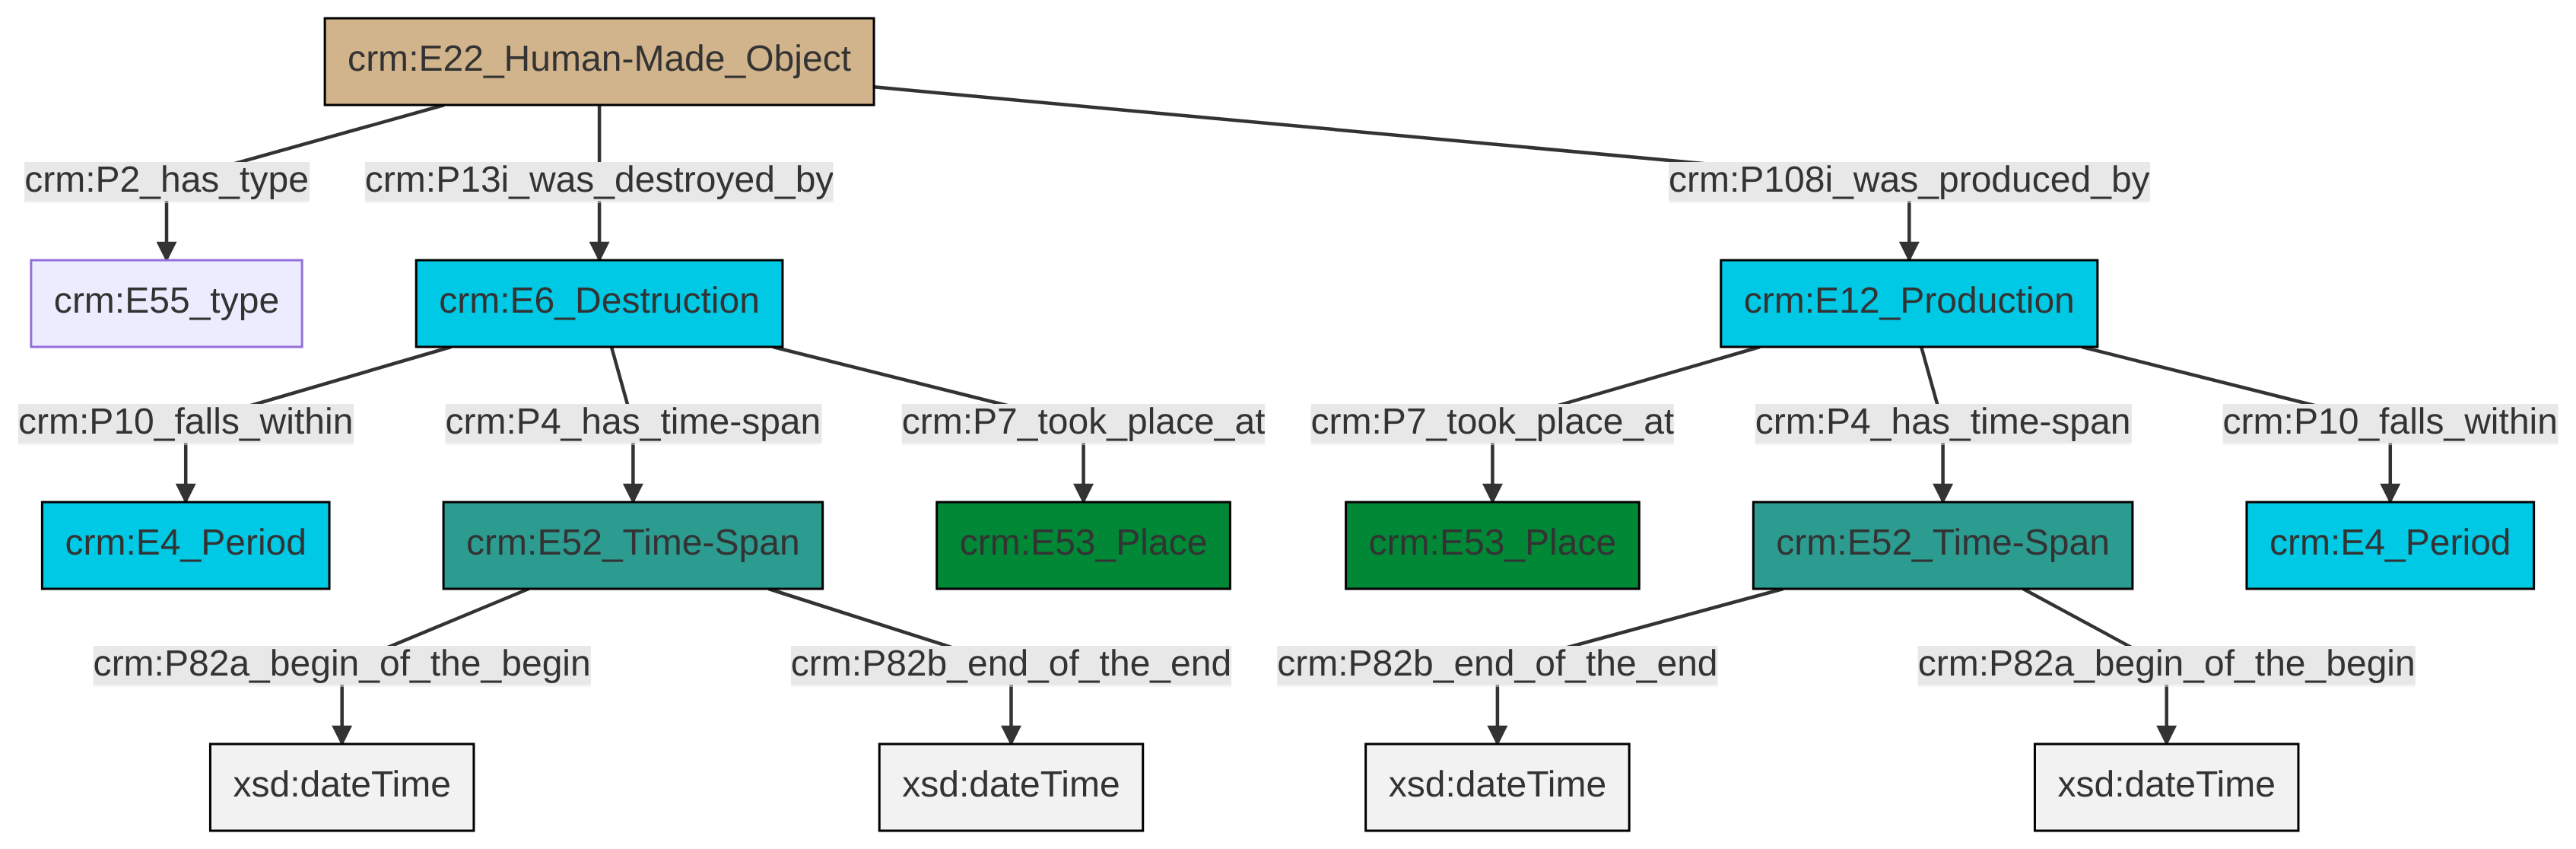 crm:E22_Human-Made_Object
crm:P2_has_type
crm:P13i_was_destroyed_by
crm:P108i_was_produced_by
crm:E55_type
crm:E6_Destruction
crm:E12_Production
crm:P10_falls_within
crm:P4_has_time-span
crm:P7_took_place_at
crm:P7_took_place_at
crm:P4_has_time-span
crm:P10_falls_within
crm:E4_Period
crm:E52_Time-Span
crm:E53_Place
crm:E53_Place
crm:E52_Time-Span
crm:E4_Period
crm:P82a_begin_of_the_begin
crm:P82b_end_of_the_end
crm:P82b_end_of_the_end
crm:P82a_begin_of_the_begin
xsd:dateTime
xsd:dateTime
xsd:dateTime
xsd:dateTime